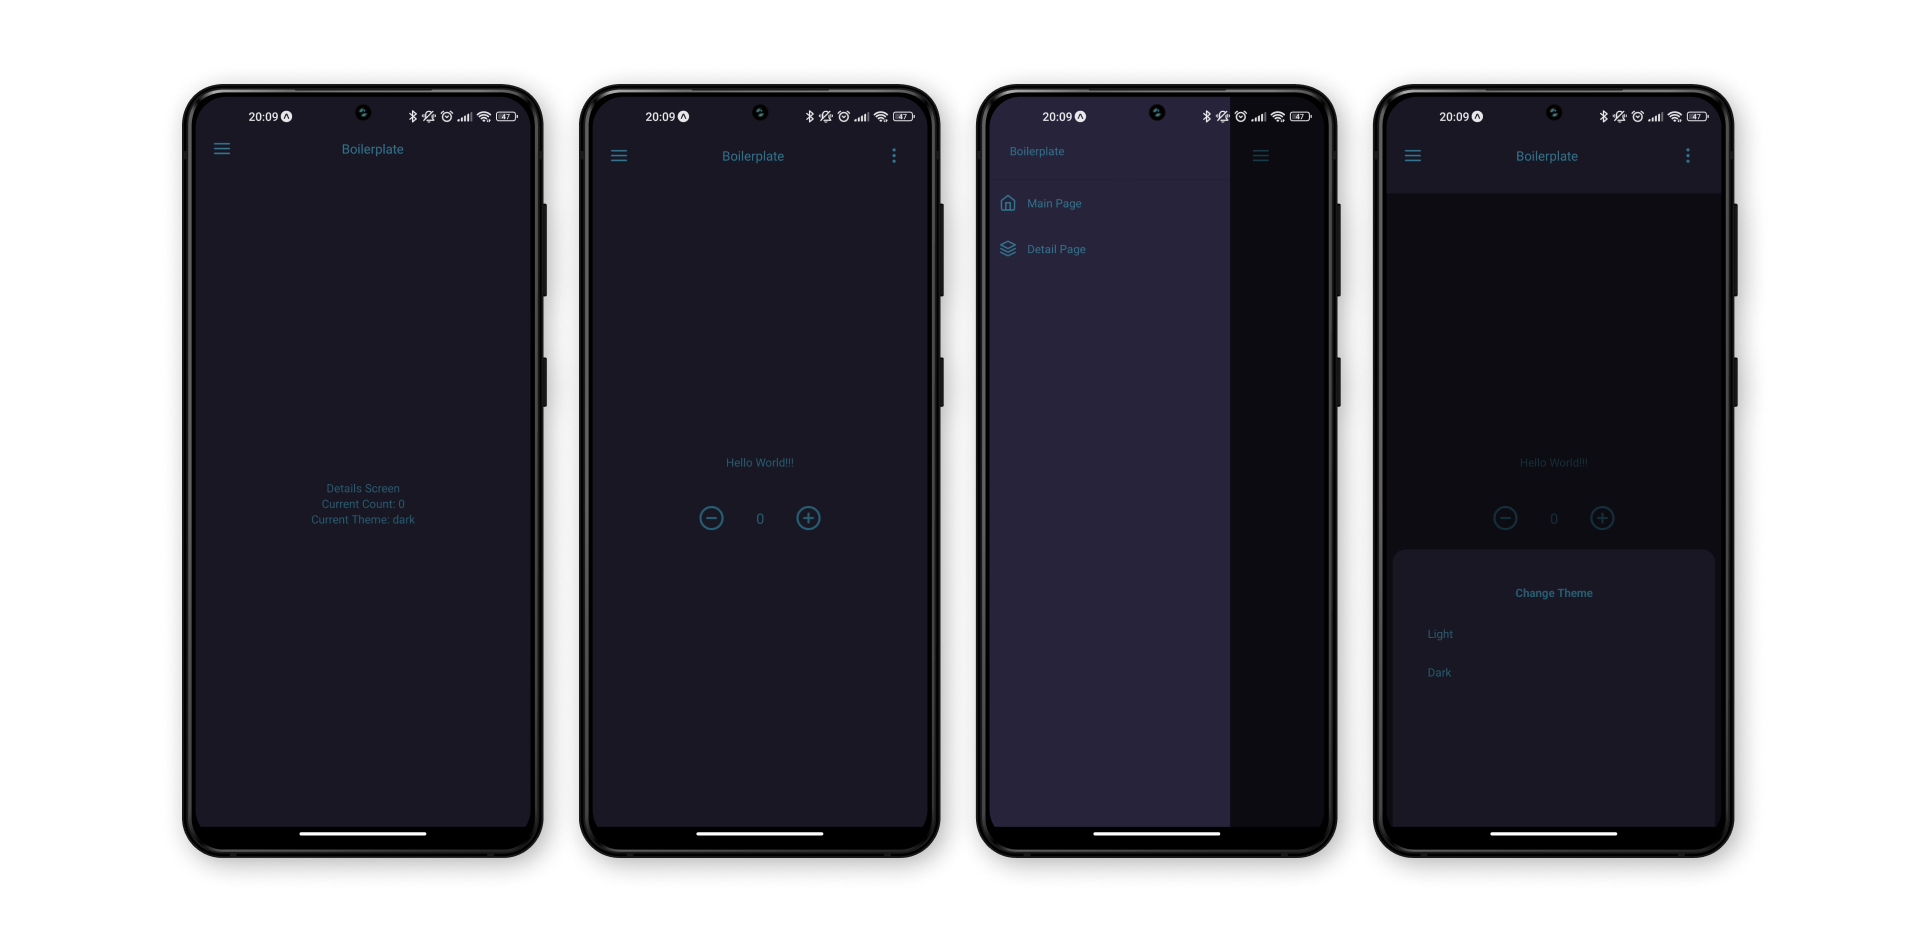 20:09
47
Boilerplate
Details Screen
Current Count: 0
Current Theme: dark
20:09
47
Boilerplate
Hello World!!!
0
20:09
47
Boilerplate
Main Page
Detail Page
20:09
47
Boilerplate
Hello World!!!
0
Change Theme
Light
Dark